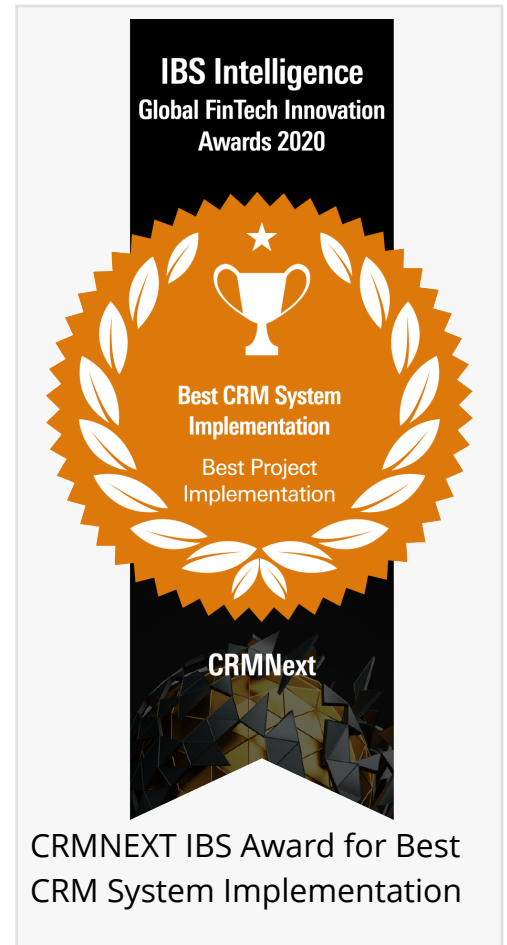 IBS Intelligence
Global FinTech Innovation
Awards 2020
Best CRM System
Implementation
Best Project
Implementation
CRMNext
CRMNEXT IBS Award for Best
CRM System Implementation